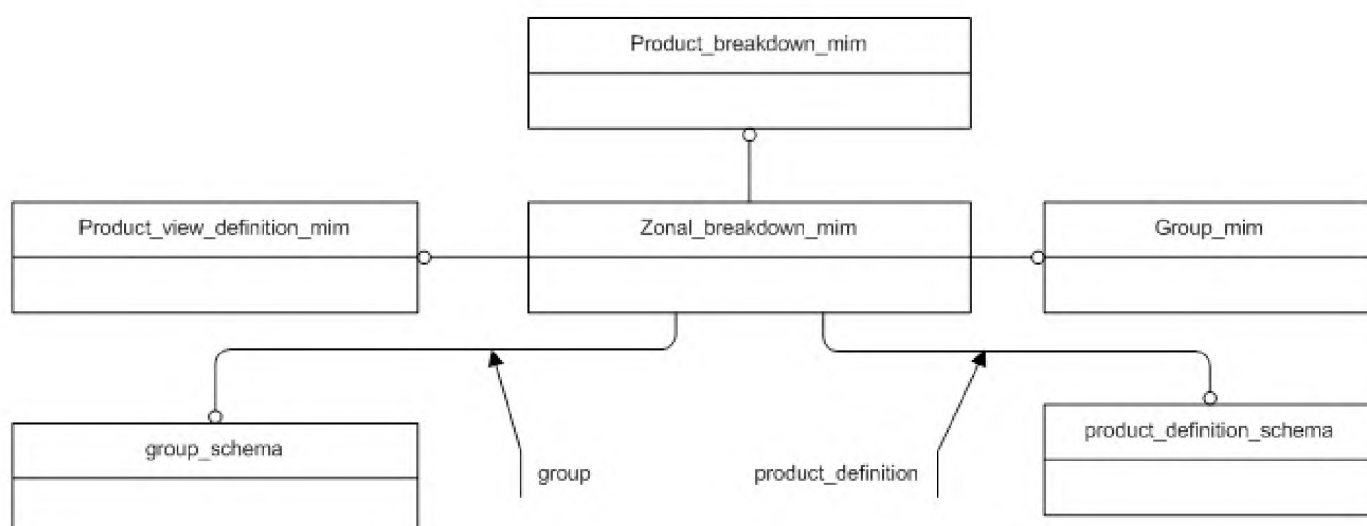 Product_breakdown_mim
Product_view_definition_mim
Zonal_breakdown_mim
Group_mim
group_schema
product_definition_schema
group
product_definition